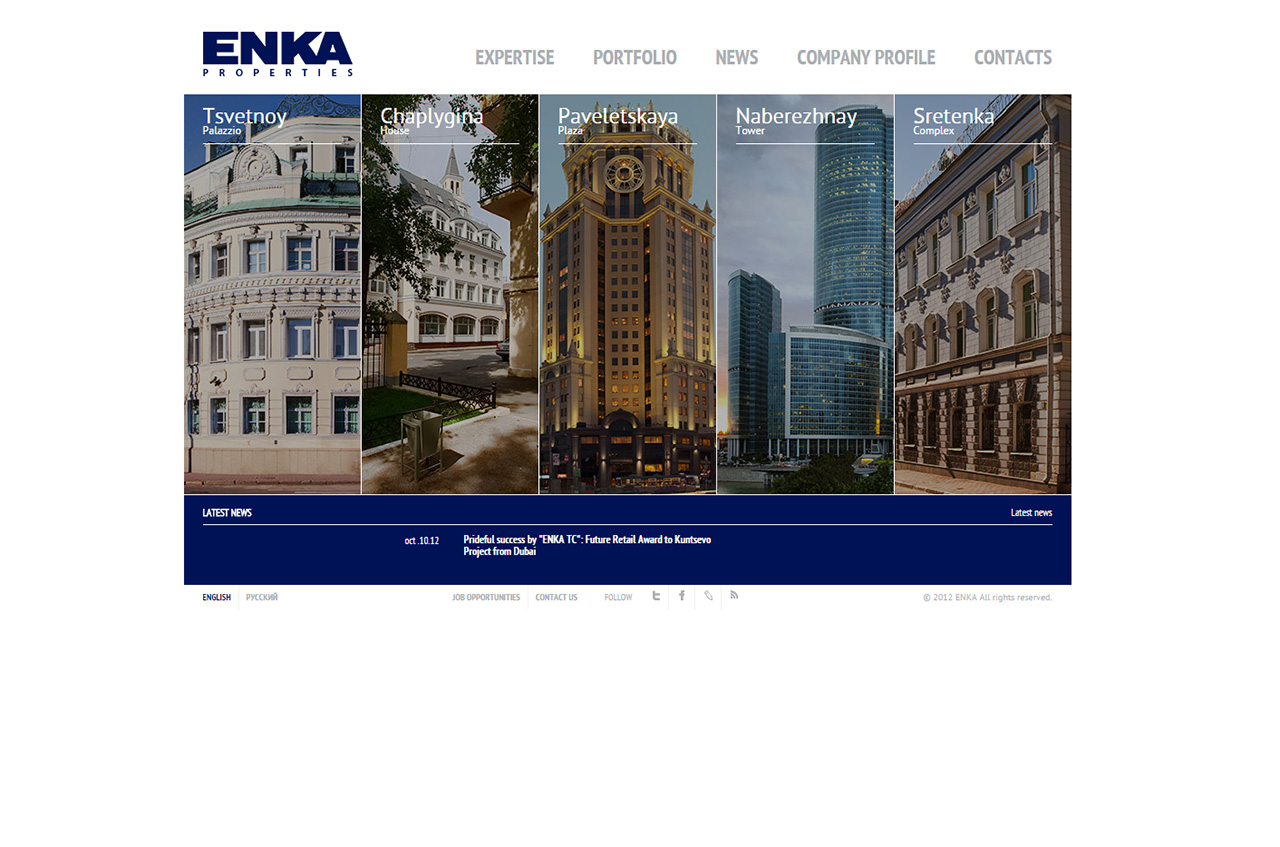 ENKA
PROPERTIES
EXPERTISE PORTFOLIO NEWS COMPANY PROFILE CONTACTS
Tsvetnoy
Palazzio
Chaplygina
House
Paveletskaya
Plaza
Naberezhnay
Tower
Sretenka
Complex
LATEST NEWS
Latest news
oct .10.12
Prideful success by "ENKA TC": Future Retail Award to Kuntsevo
Project from Dubai
ENGLISH РУССКИЙ JOB OPPORTUNITIES CONTACT US FOLLOW © 2012 ENKA All rights reserved.